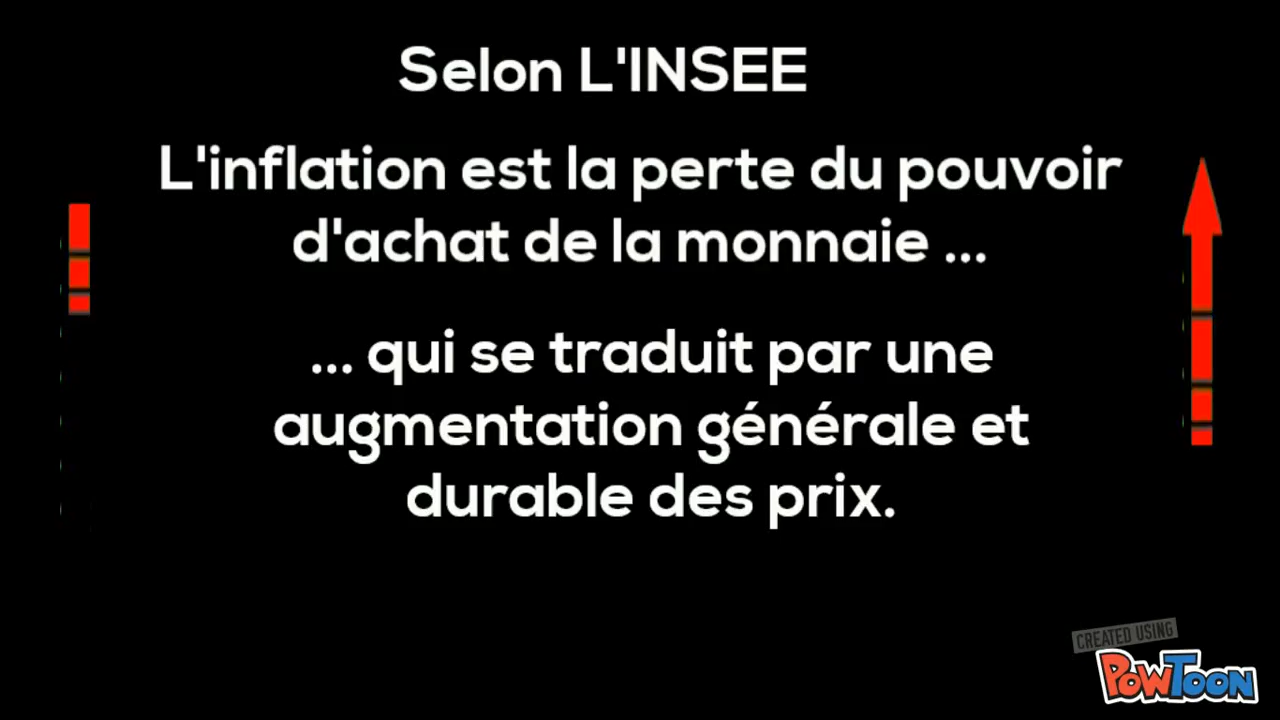 Selon L'INSEE
L'inflation est la perte du pouvoir
d'achat de la monnaie ...
... qui se traduit par une
augmentation générale et
durable des prix.
CREATED USING
POWTOON